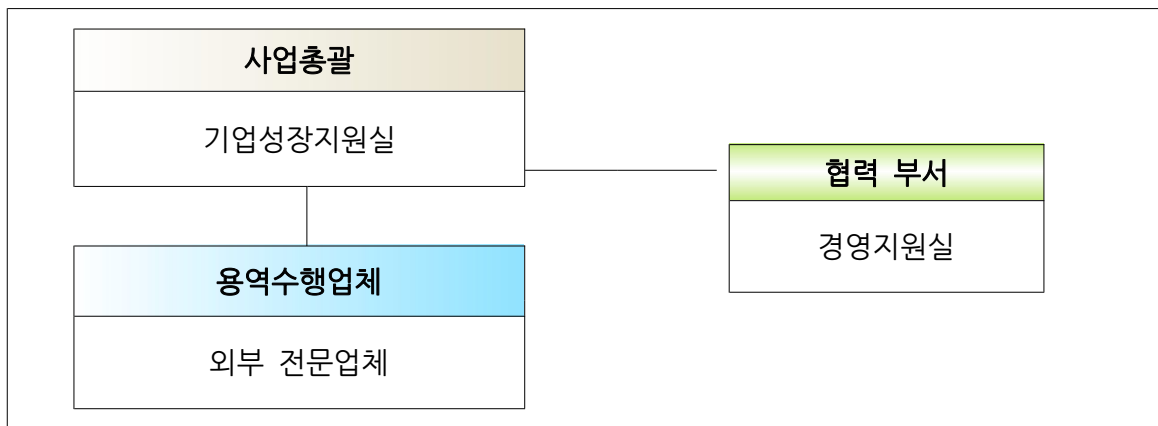 사업총괄
기업성장지원실
협력 부서
경영지원실
용역수행업체
외부 전문업체